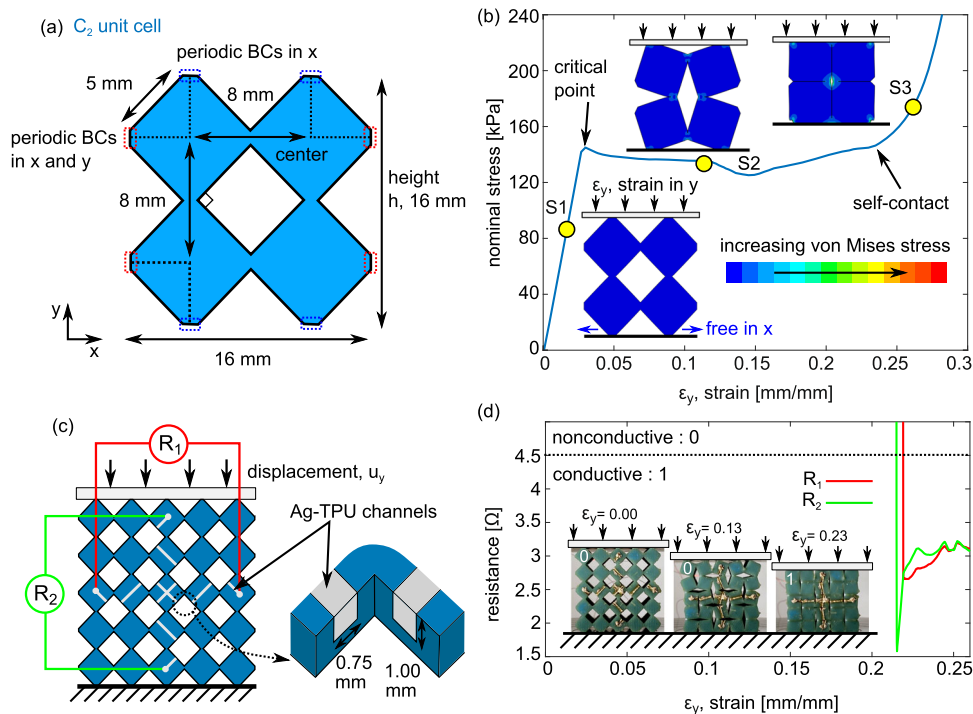 (a) C₂ unit cell
periodic BCs in x
5 mm
8 mm
periodic BCs
in x and y
center
8 mm
height
h, 16 mm
y
x
16 mm
(b)
240
200
160
120
80
40
0
nominal stress [kPa]
critical
point
S1
S2
S3
self-contact
εy, strain in y
increasing von Mises stress
free in x
0
0.05
0.1
0.15
0.2
0.25
0.3
εy, strain [mm/mm]
(c)
R₁
displacement, uy
Ag-TPU channels
R₂
0.75
mm
1.00
mm
(d)
nonconductive : 0
4.5
conductive : 1
R₁
R₂
4
3.5
3
2.5
2
1.5
resistance [Ω]
εy= 0.00
εy= 0.13
εy= 0.23
0
0
1
0
0.05
0.1
0.15
0.2
0.25
εy, strain [mm/mm]